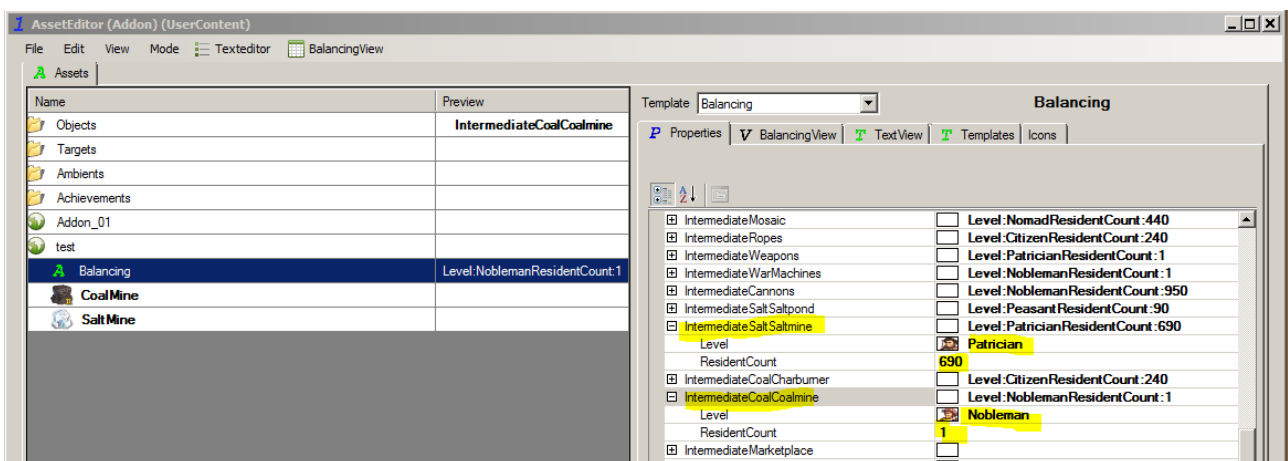 1 AssetEditor (Addon) (UserContent)
File Edit View Mode Texteditor BalancingView
A Assets
Name Preview
Objects IntermediateCoalCoalmine
Targets
Ambients
Achievements
Addon_01
test
A Balancing Level:NoblemanResidentCount:1
CoalMine
SaltMine
Template Balancing Balancing
P Properties V BalancingView T TextView T Templates Icons
IntermediateMosaic Level:NomadResidentCount:440
IntermediateRopes Level:CitizenResidentCount:240
IntermediateWeapons Level:PatricianResidentCount:1
IntermediateWarMachines Level:NoblemanResidentCount:1
IntermediateCannons Level:NoblemanResidentCount:950
IntermediateSaltSaltpond Level:PeasantResidentCount:90
IntermediateSaltSaltmine Level:PatricianResidentCount:690
Level Patrician
ResidentCount 690
IntermediateCoalCharburner Level:CitizenResidentCount:240
IntermediateCoalCoalmine Level:NoblemanResidentCount:1
Level Nobleman
ResidentCount 1
IntermediateMarketplace